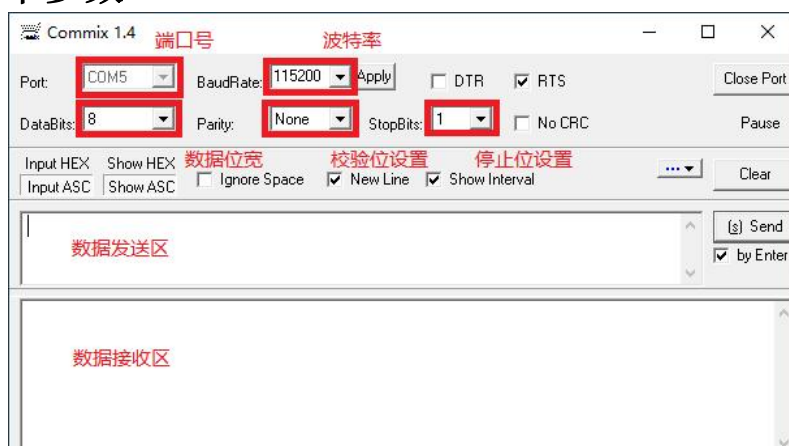 Commix 1.4 端口号 波特率
Port: COM5 BaudRate: 115200 Apply DTR RTS Close Port
DataBits: 8 Parity: None StopBits: 1 No CRC Pause
Input HEX Show HEX 数据位宽 校验位设置 停止位设置
Input ASC Show ASC Ignore Space New Line Show Interval ... Clear
数据发送区 (s) Send
by Enter
数据接收区